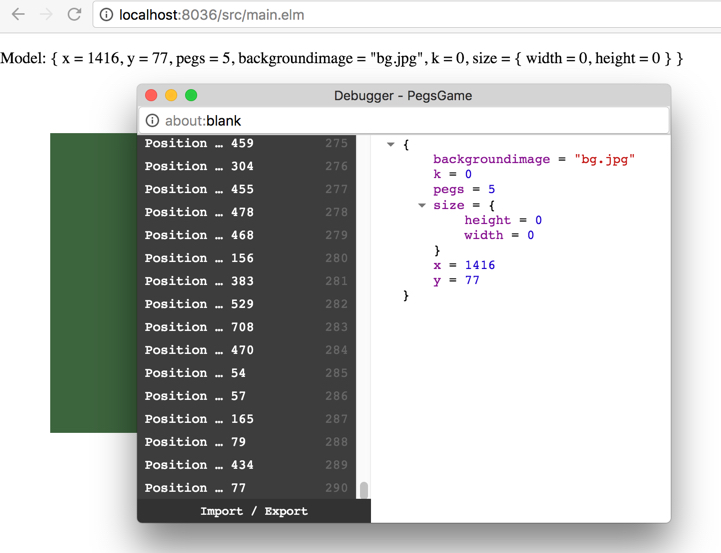 localhost:8036/src/main.elm
Model: { x = 1416, y = 77, pegs = 5, backgroundimage = "bg.jpg", k = 0, size = { width = 0, height = 0 } }
Debugger - PegsGame
about:blank
Position … 459 275
Position … 304 276
Position … 455 277
Position … 478 278
Position … 468 279
Position … 156 280
Position … 383 281
Position … 529 282
Position … 708 283
Position … 470 284
Position … 54 285
Position … 57 286
Position … 165 287
Position … 79 288
Position … 434 289
Position … 77 290
Import / Export
{
backgroundimage = "bg.jpg"
k = 0
pegs = 5
size = {
height = 0
width = 0
}
x = 1416
y = 77
}